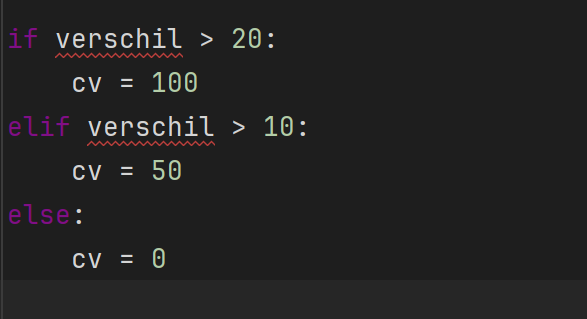 if verschil > 20:
    cv = 100
elif verschil > 10:
    cv = 50
else:
    cv = 0